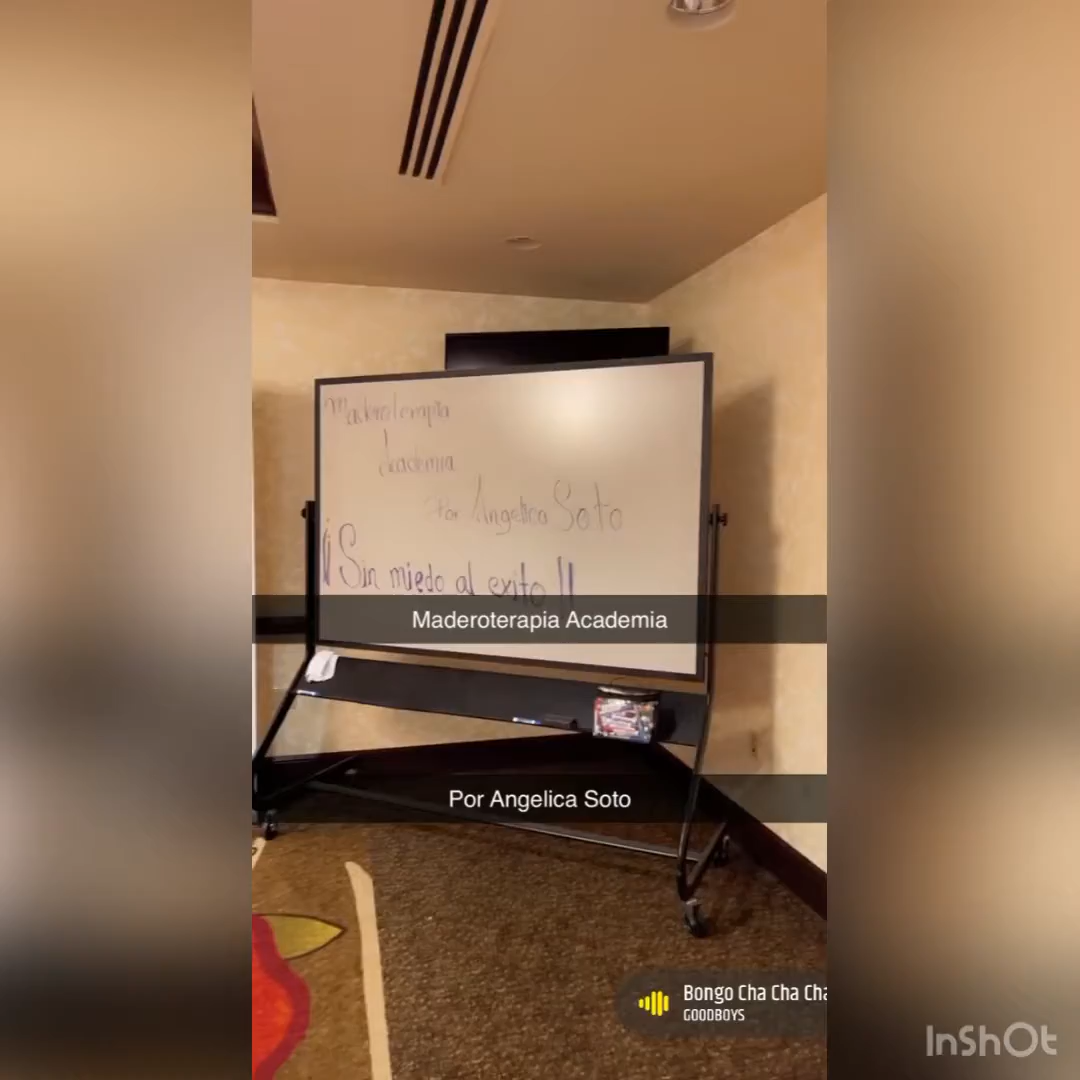 Maderoterapia
Academia
Por Angelica Soto
¡¡Sin miedo al exito!!
Maderoterapia Academia
Por Angelica Soto
Bongo Cha Cha Cha
GOODBOYS
InShOt